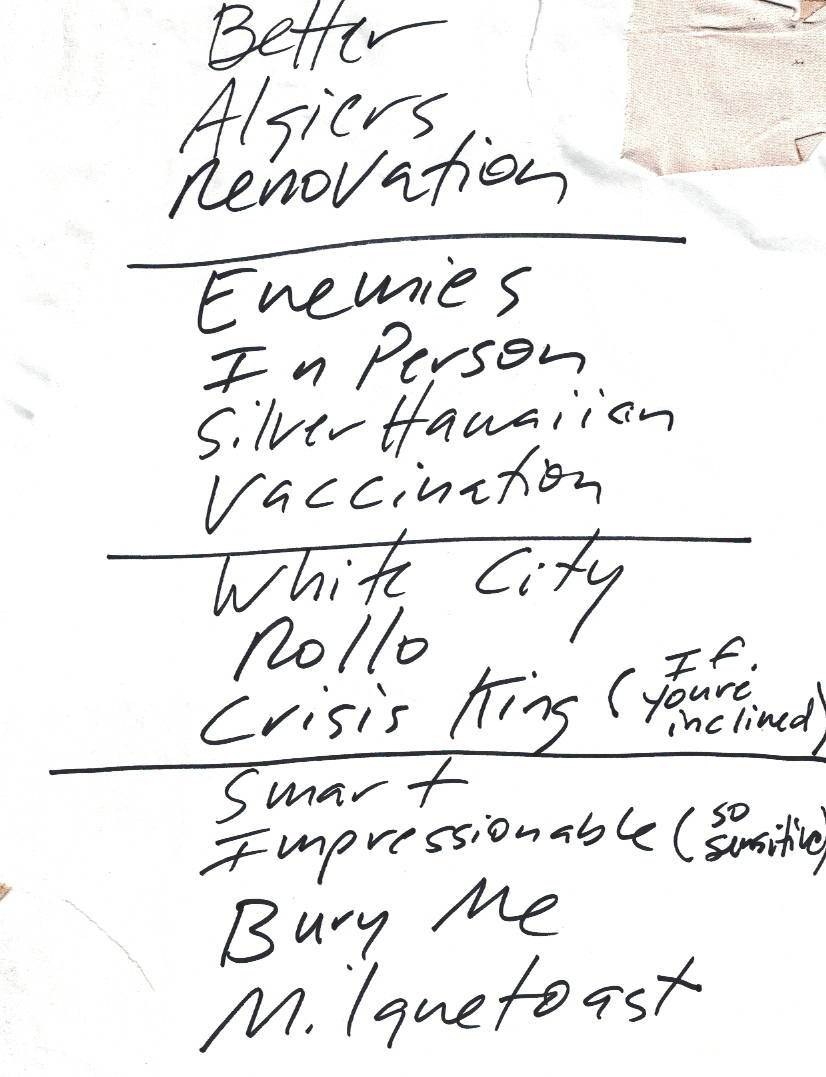 Better
Algiers
Renovation
Enemies
In Person
Silver Hawaiian
Vaccination
White City
Rollo
Crisis King (If you're inclined)
Smart
Impressionable (so sensitive)
Bury Me
Milquetoast